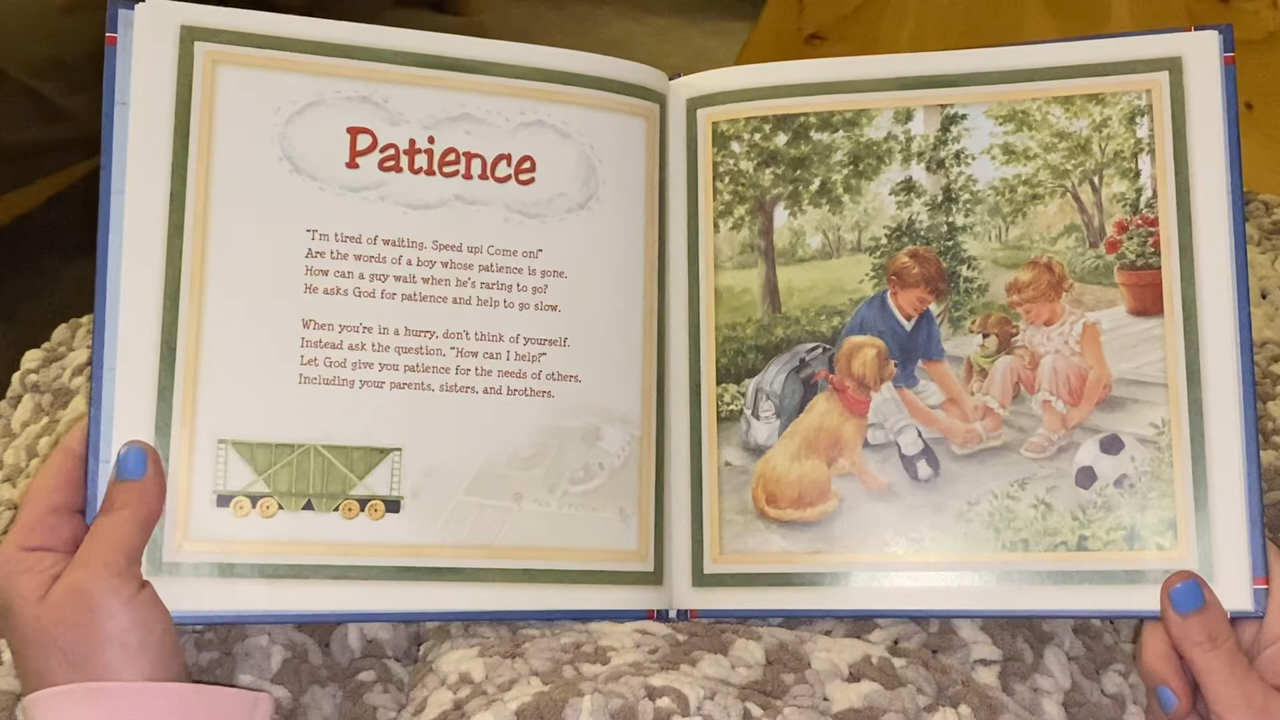 Patience
"I'm tired of waiting. Speed up! Come on!"
Are the words of a boy whose patience is gone.
How can a guy wait when he's raring to go?
He asks God for patience and help to go slow.
When you're in a hurry, don't think of yourself.
Instead ask the question, "How can I help?"
Let God give you patience for the needs of others,
Including your parents, sisters, and brothers.